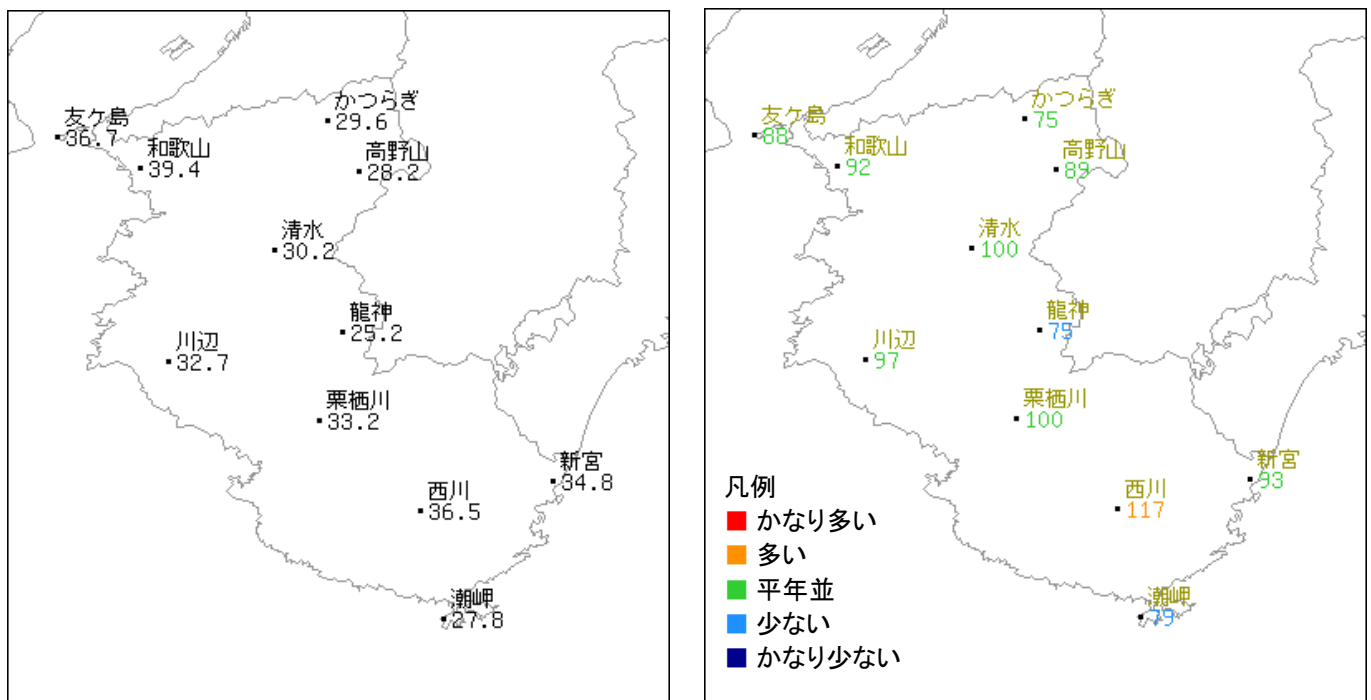 友ケ島
36.7
和歌山
39.4
かつらぎ
29.6
高野山
28.2
清水
30.2
龍神
25.2
川辺
32.7
栗栖川
33.2
新宮
34.8
西川
36.5
潮岬
27.8
友ケ島
88
和歌山
92
かつらぎ
75
高野山
89
清水
100
龍神
75
川辺
97
栗栖川
100
新宮
93
西川
117
潮岬
79
凡例
かなり多い
多い
平年並
少ない
かなり少ない